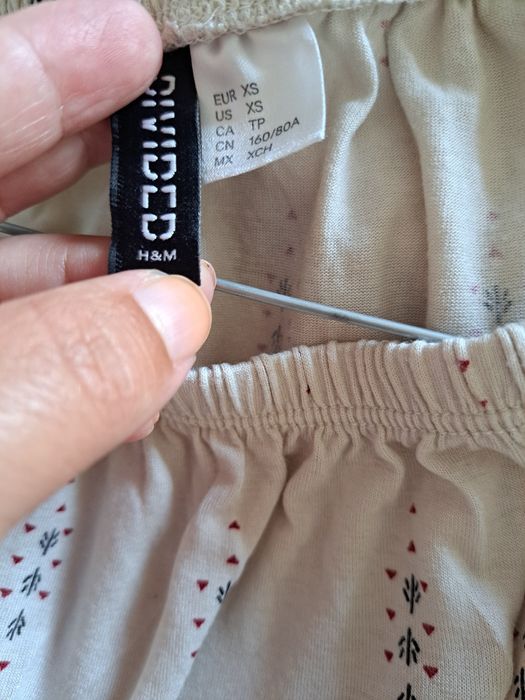 DIVIDED
H&M
EUR XS
US XS
CA TP
CN 160/80A
MX XCH